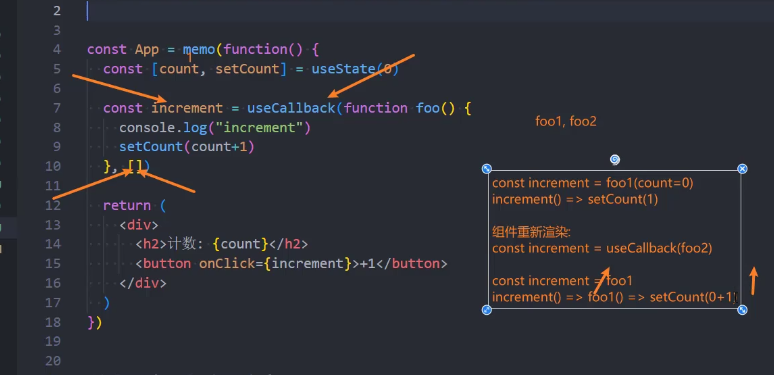 2
3
4 const App = memo(function() {
5 const [count, setCount] = useState(0)
6
7 const increment = useCallback(function foo() {
8 console.log("increment")
9 setCount(count+1)
10 }, [])
11
12 return (
13 <div>
14 <h2>计数: {count}</h2>
15 <button onClick={increment}>+1</button>
16 </div>
17 )
18 })
19
20
foo1, foo2
const increment = foo1(count=0)
increment() => setCount(1)
组件重新渲染:
const increment = useCallback(foo2)
const increment = foo1
increment() => foo1() => setCount(0+1)